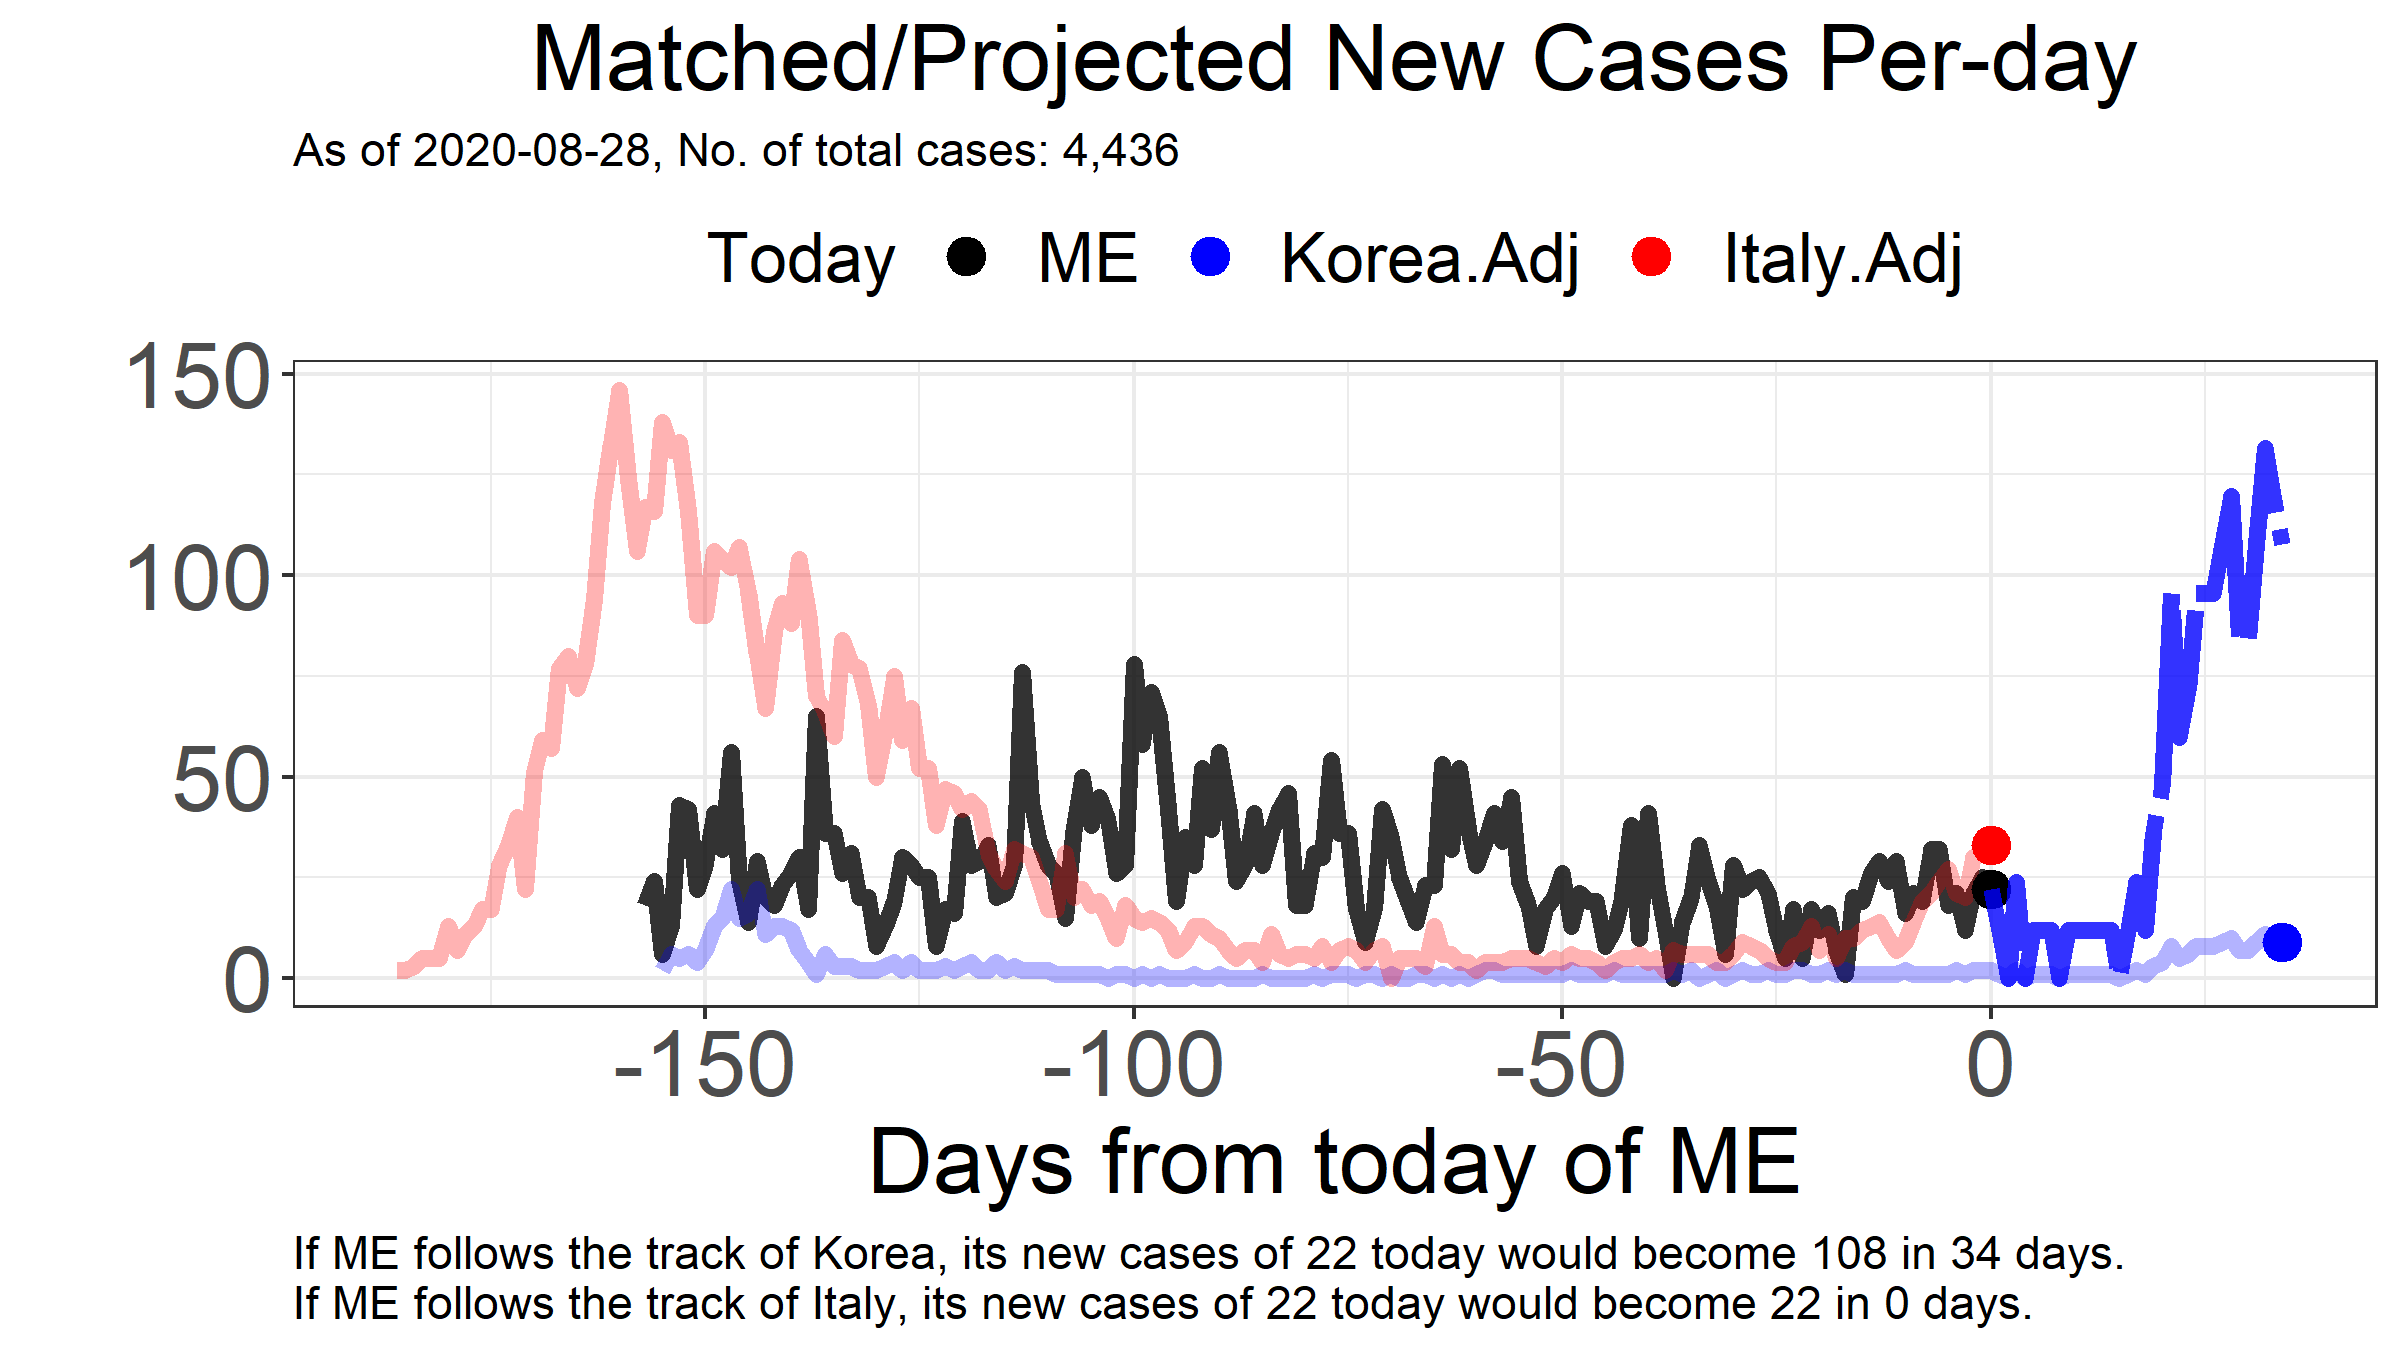 Matched/Projected New Cases Per-day
As of 2020-08-28, No. of total cases: 4,436
Today ME Korea.Adj Italy.Adj
150
100
50
0
-150 -100 -50 0
Days from today of ME
If ME follows the track of Korea, its new cases of 22 today would become 108 in 34 days.
If ME follows the track of Italy, its new cases of 22 today would become 22 in 0 days.